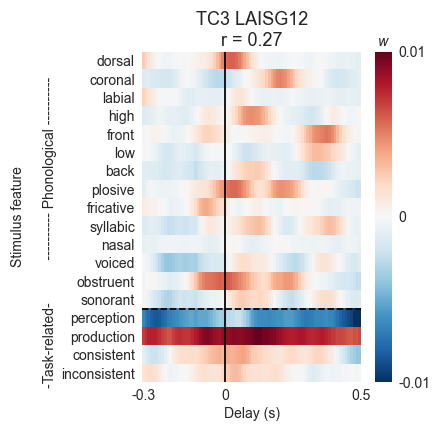 TC3 LAISG12
r = 0.27
w
dorsal
coronal
labial
high
front
low
back
plosive
fricative
syllabic
nasal
voiced
obstruent
sonorant
perception
production
consistent
inconsistent
Stimulus feature
----------- Phonological -----------
-Task-related-
0.01
0
-0.01
-0.3
0
0.5
Delay (s)